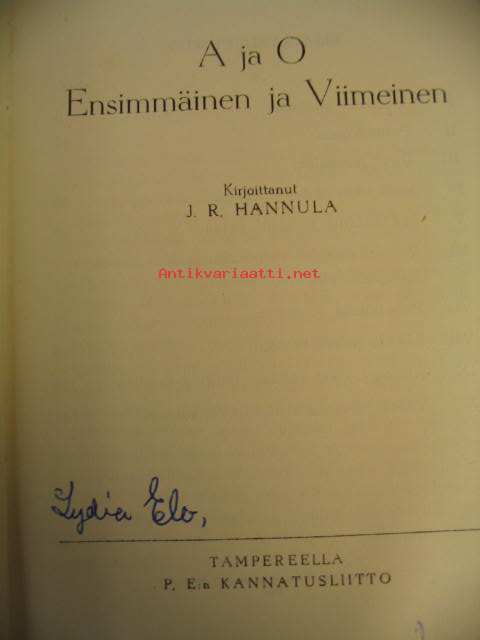 A ja O
Ensimmäinen ja Viimeinen
Kirjoittanut
J. R. HANNULA
Antikvariaatti.net
Lydia Elo,
TAMPEREELLA
P. E:n KANNATUSLIITTO